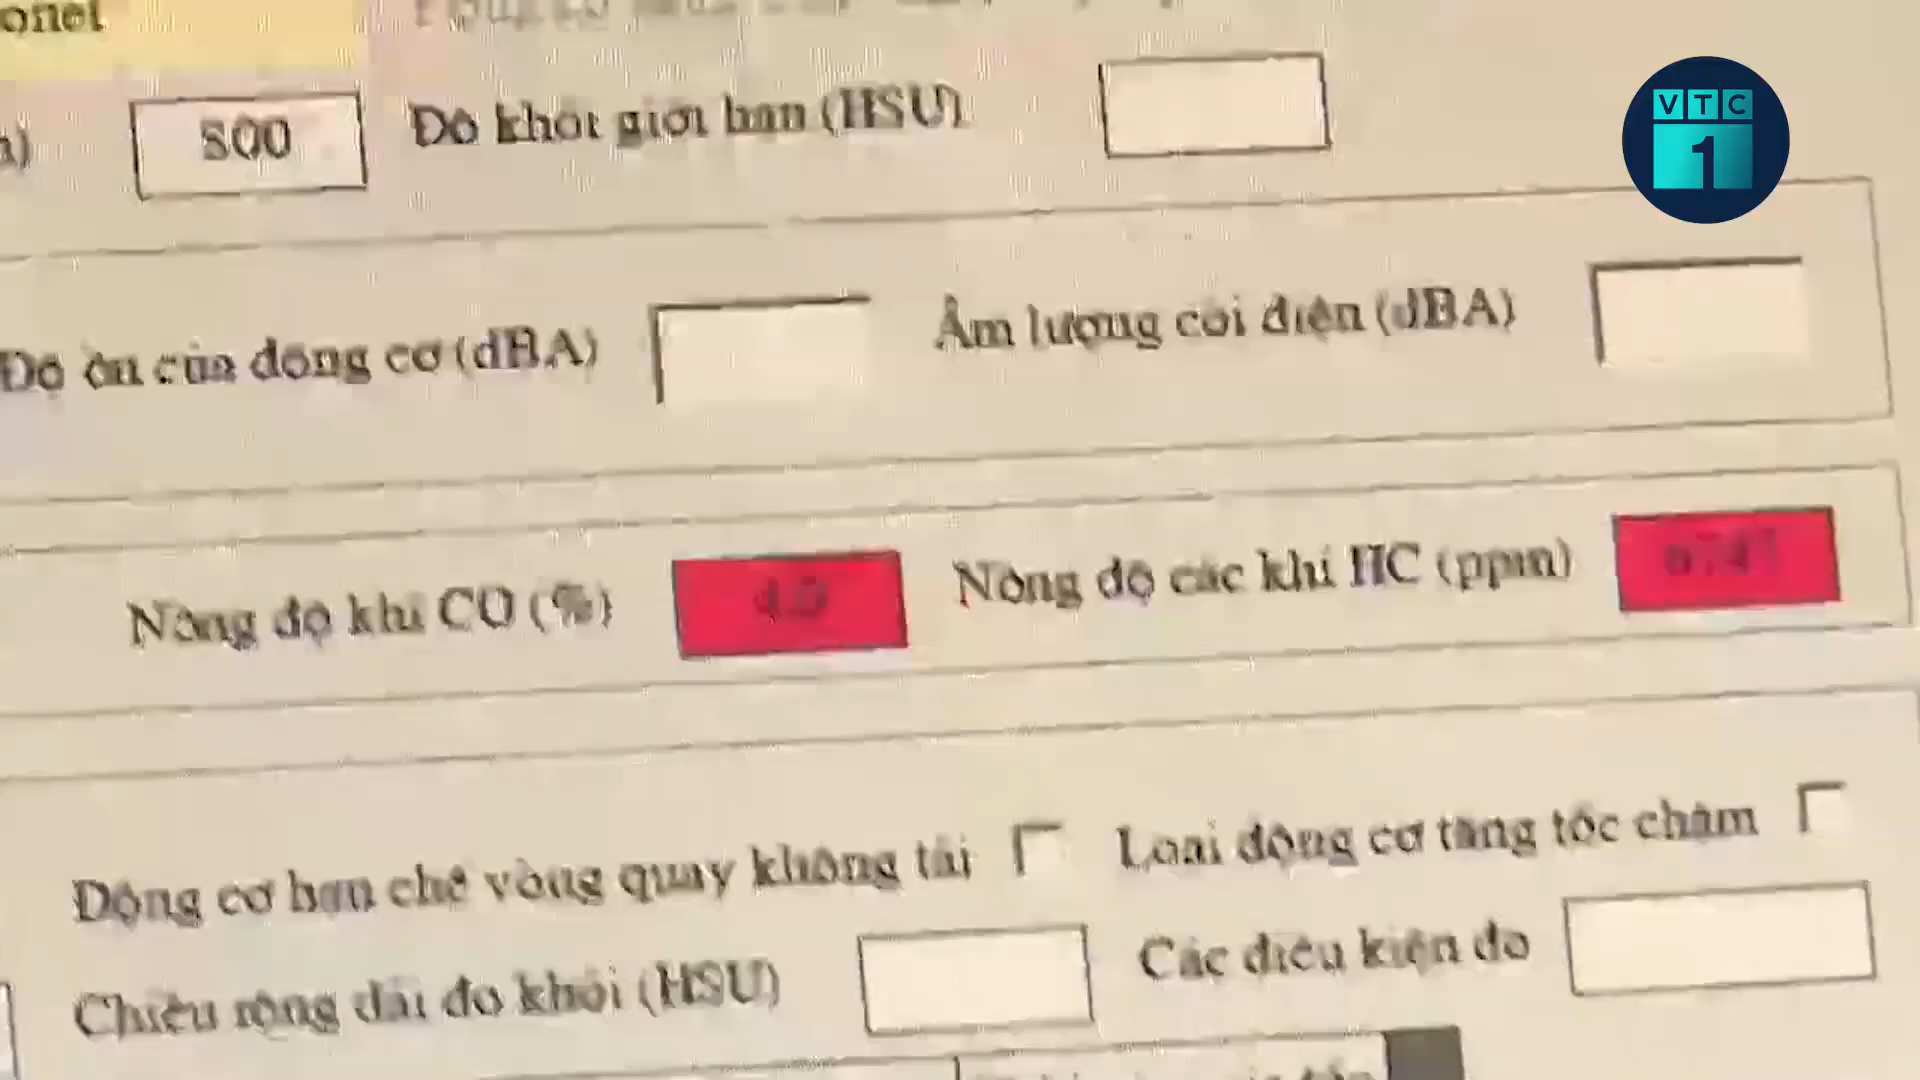 VTC
1
500 Độ khói giới hạn (HSU)
Độ ồn của động cơ (dBA) Âm lượng còi điện (dBA)
Nồng độ khí CO (%) Nồng độ các khí HC (ppm)
Động cơ hạn chế vòng quay không tải Loại động cơ tăng tốc chậm
Chiều rộng dải đo khói (HSU) Các điều kiện đo